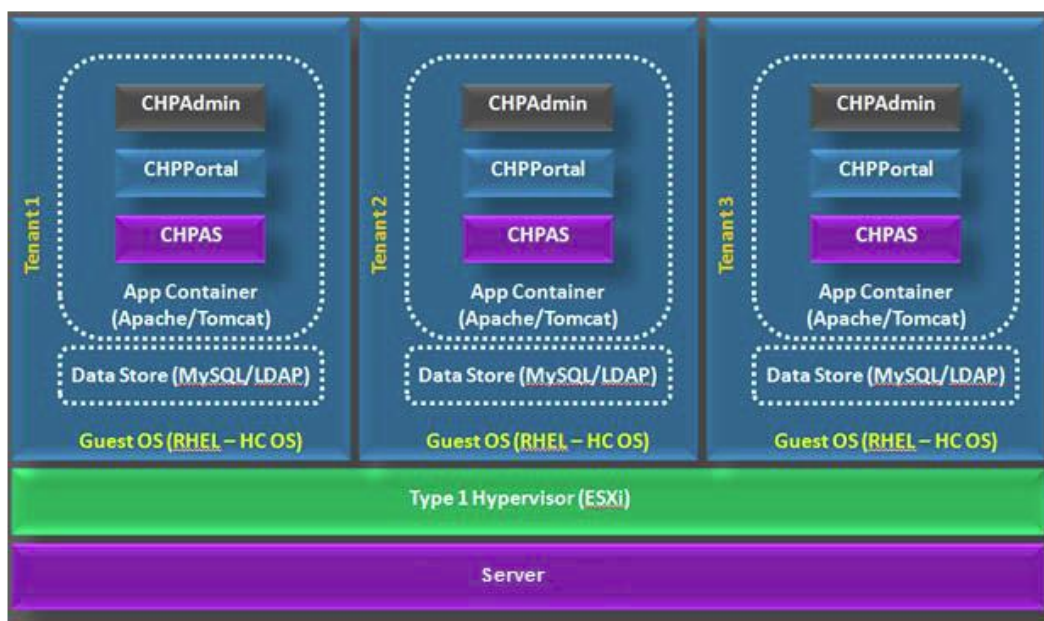 Tenant 1
CHPAdmin
CHPPortal
CHPAS
App Container
(Apache/Tomcat)
Data Store (MySQL/LDAP)
Guest OS (RHEL – HC OS)
Tenant 2
CHPAdmin
CHPPortal
CHPAS
App Container
(Apache/Tomcat)
Data Store (MySQL/LDAP)
Guest OS (RHEL – HC OS)
Tenant 3
CHPAdmin
CHPPortal
CHPAS
App Container
(Apache/Tomcat)
Data Store (MySQL/LDAP)
Guest OS (RHEL – HC OS)
Type 1 Hypervisor (ESXi)
Server